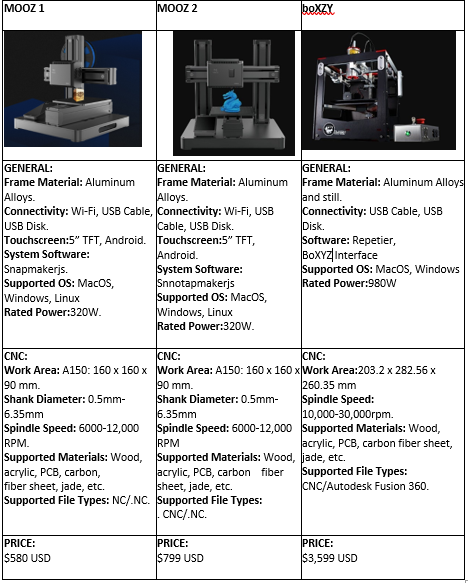 MOOZ 1
MOOZ 2
boXZY
GENERAL:
Frame Material: Aluminum
Alloys.
Connectivity: Wi-Fi, USB Cable,
USB Disk.
Touchscreen:5” TFT, Android.
System Software:
Snapmakerjs.
Supported OS: MacOS,
Windows, Linux
Rated Power:320W.
GENERAL:
Frame Material: Aluminum
Alloys.
Connectivity: Wi-Fi, USB
Cable, USB Disk.
Touchscreen:5” TFT,
Android.
System Software:
Snnotapmakerjs
Supported OS: MacOS,
Windows, Linux
Rated Power:320W.
GENERAL:
Frame Material: Aluminum Alloys
and still.
Connectivity: USB Cable, USB
Disk.
Software: Repetier,
BoXYZ Interface
Supported OS: MacOS, Windows
Rated Power:980W
CNC:
Work Area: A150: 160 x 160 x
90 mm.
Shank Diameter: 0.5mm-
6.35mm
Spindle Speed: 6000-12,000
RPM.
Supported Materials: Wood,
acrylic, PCB, carbon,
fiber sheet, jade, etc.
Supported File Types: NC/.NC.
CNC:
Work Area: A150: 160 x 160 x
90 mm.
Shank Diameter: 0.5mm-
6.35mm
Spindle Speed: 6000-12,000
RPM
Supported Materials: Wood,
acrylic, PCB, carbon fiber
sheet, jade, etc.
Supported File Types:
. CNC/.NC.
CNC:
Work Area:203.2 x 282.56 x
260.35 mm
Spindle Speed:
10,000-30,000rpm.
Supported Materials: Wood,
acrylic, PCB, carbon fiber sheet,
jade, etc.
Supported File Types:
CNC/Autodesk Fusion 360.
PRICE:
$580 USD
PRICE:
$799 USD
PRICE:
$3,599 USD